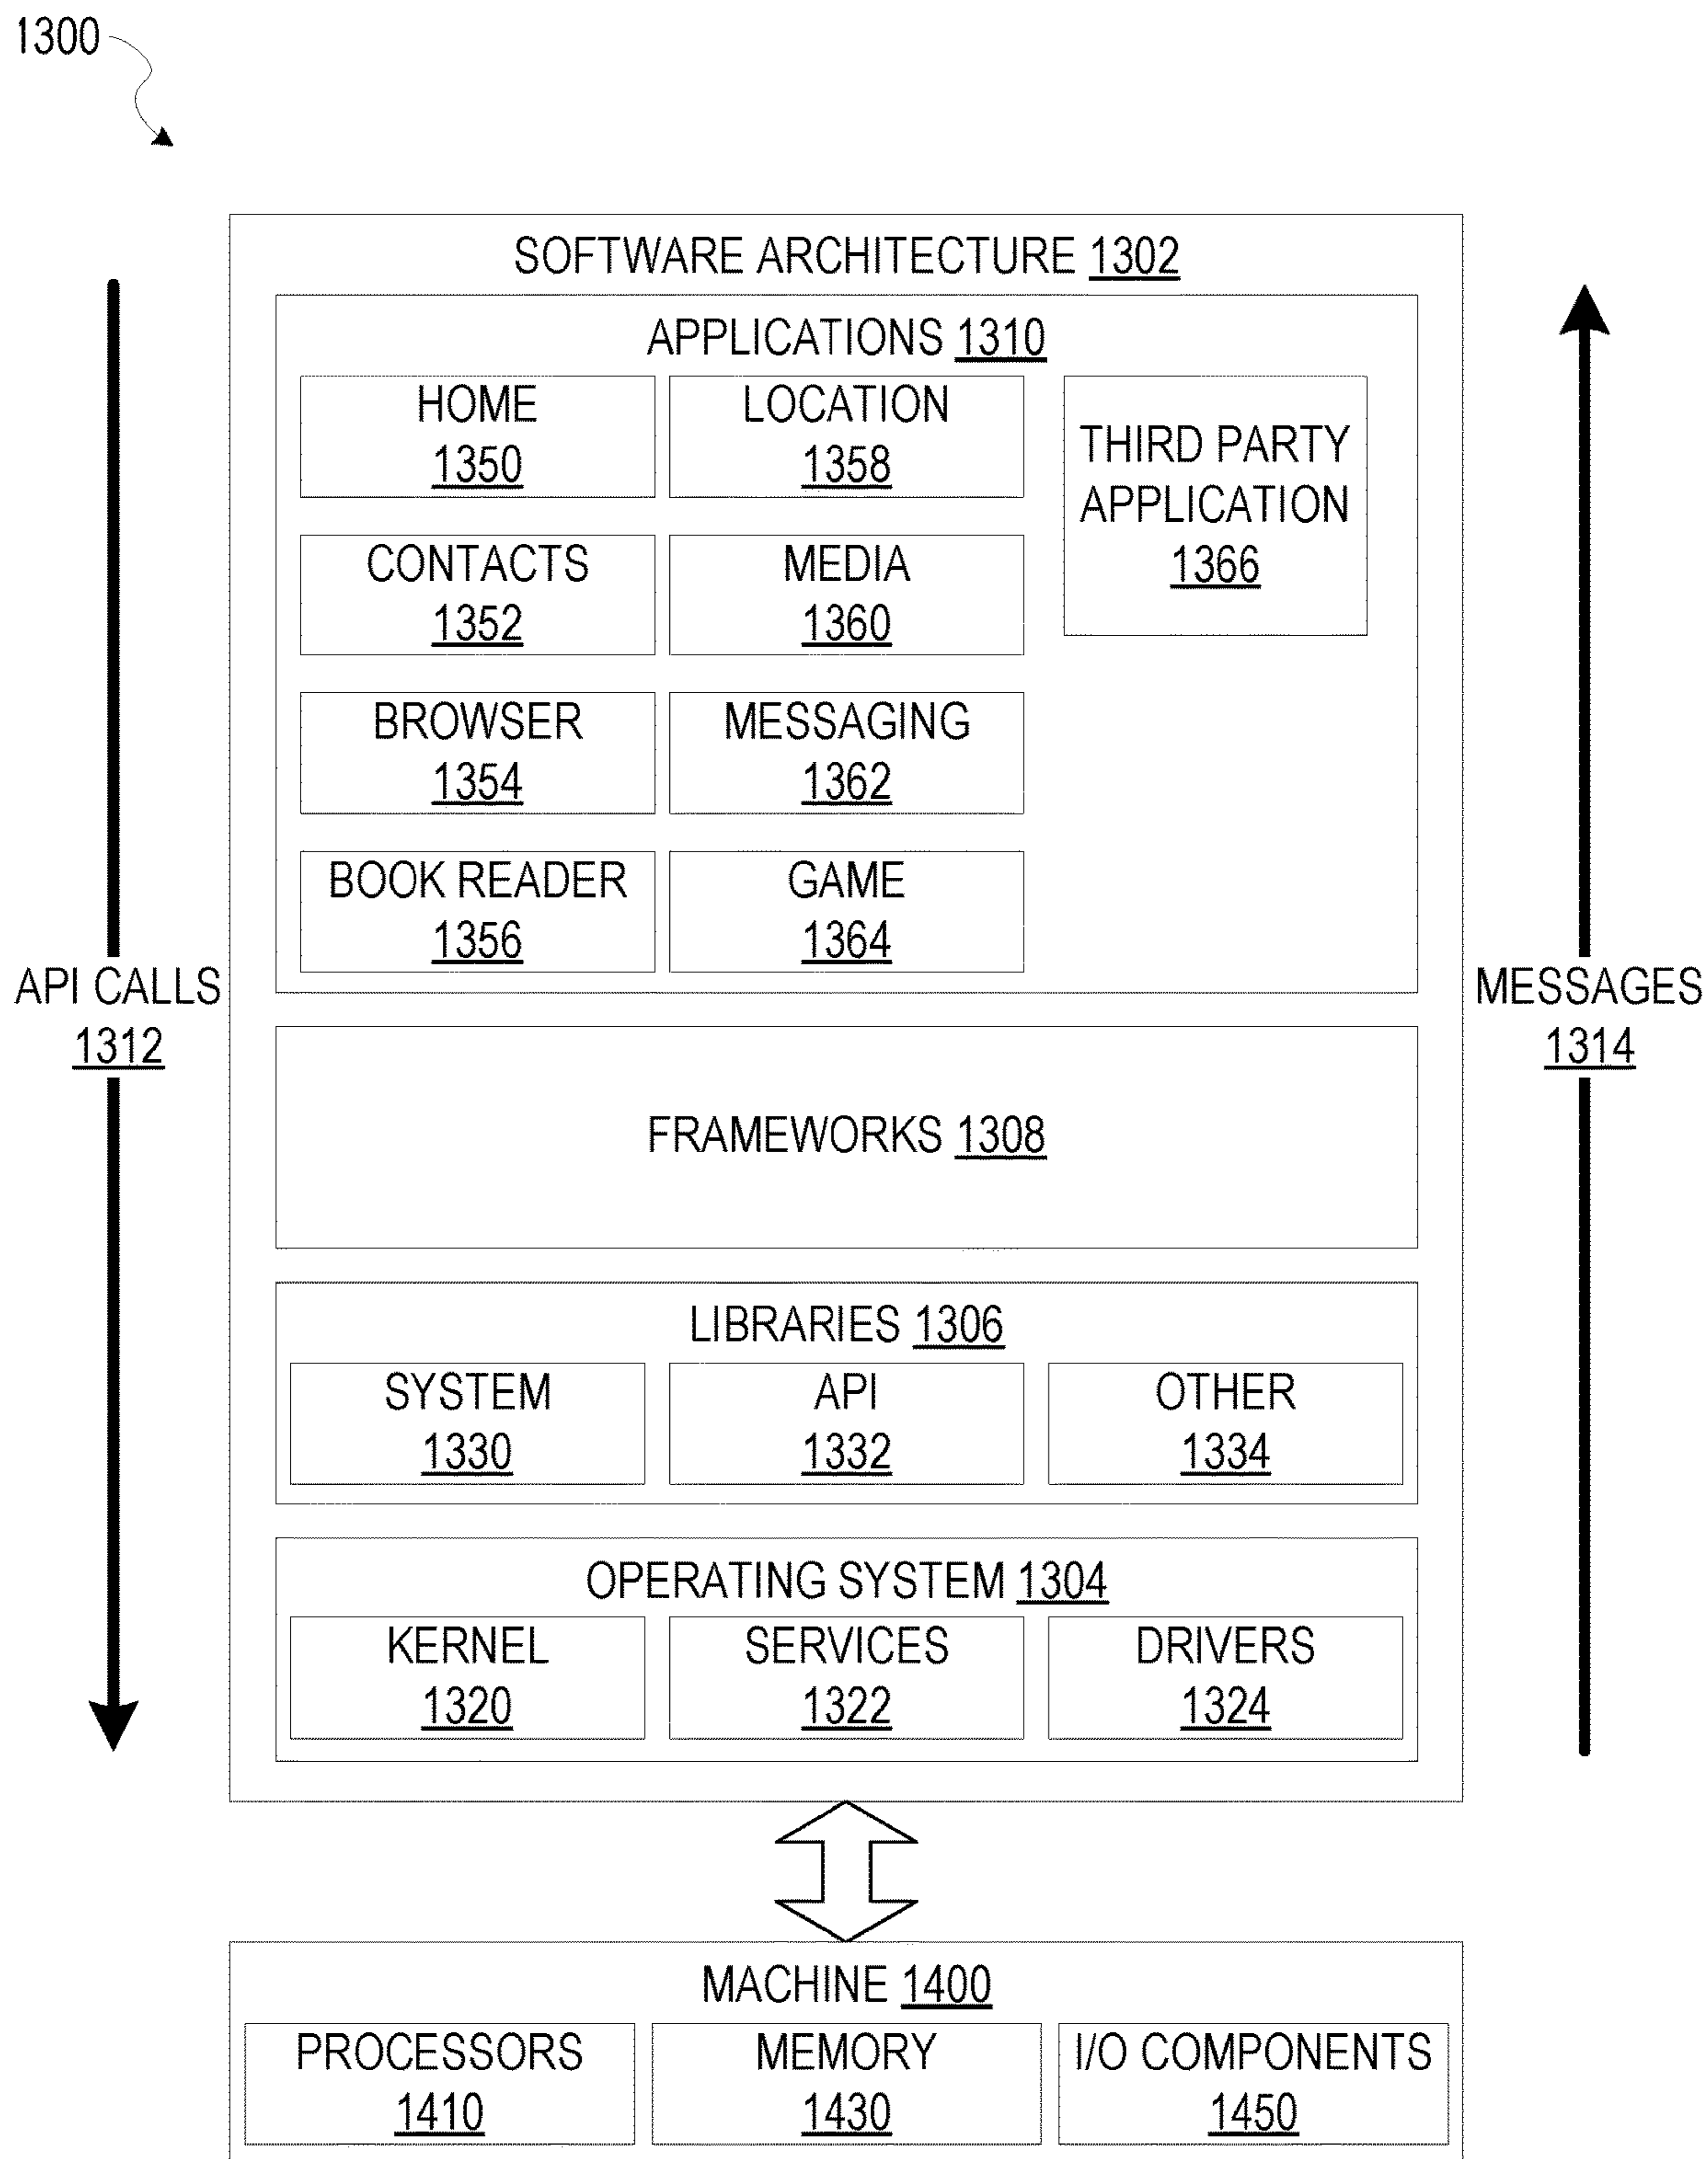 1300
SOFTWARE ARCHITECTURE 1302
APPLICATIONS 1310
HOME
1350
LOCATION
1358
THIRD PARTY
APPLICATION
1366
CONTACTS
1352
MEDIA
1360
BROWSER
1354
MESSAGING
1362
BOOK READER
1356
GAME
1364
API CALLS
1312
MESSAGES
1314
FRAMEWORKS 1308
LIBRARIES 1306
SYSTEM
1330
API
1332
OTHER
1334
OPERATING SYSTEM 1304
KERNEL
1320
SERVICES
1322
DRIVERS
1324
MACHINE 1400
PROCESSORS
1410
MEMORY
1430
I/O COMPONENTS
1450